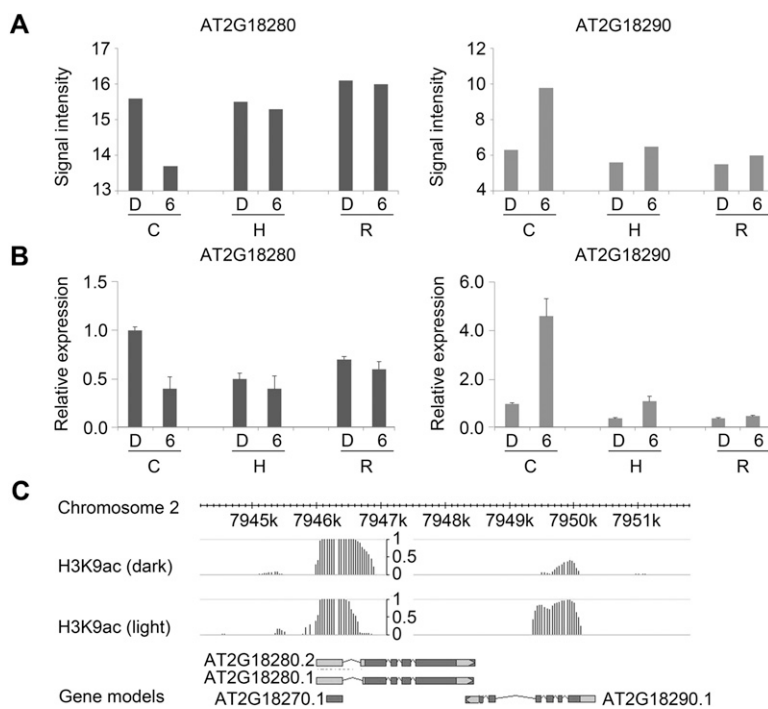 A
AT2G18280
AT2G18290
Signal intensity
17
16
15
14
13
D 6 D 6 D 6
C H R
Signal intensity
12
10
8
6
4
D 6 D 6 D 6
C H R
B
AT2G18280
AT2G18290
Relative expression
1.5
1.0
0.5
0.0
D 6 D 6 D 6
C H R
Relative expression
6.0
4.0
2.0
0.0
D 6 D 6 D 6
C H R
C
Chromosome 2
7945k 7946k 7947k 7948k 7949k 7950k 7951k
H3K9ac (dark)
1
0.5
0
H3K9ac (light)
1
0.5
0
AT2G18280.2
AT2G18280.1
Gene models
AT2G18270.1
AT2G18290.1